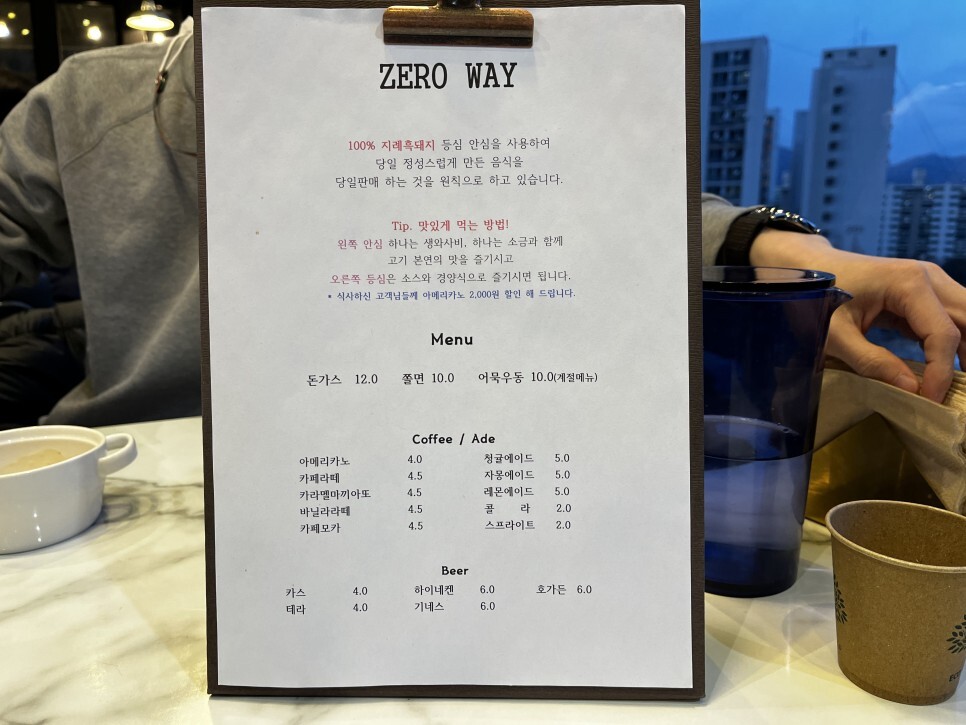 ZERO WAY
100% 지례흑돼지 등심 안심을 사용하여
당일 정성스럽게 만든 음식을
당일판매 하는 것을 원칙으로 하고 있습니다.
Tip. 맛있게 먹는 방법!
왼쪽 안심 하나는 생와사비, 하나는 소금과 함께
고기 본연의 맛을 즐기시고
오른쪽 등심은 소스와 경양식으로 즐기시면 됩니다.
* 식사하신 고객님들께 아메리카노 2,000원 할인 해 드립니다.
Menu
돈가스 12.0 쫄면 10.0 어묵우동 10.0(계절메뉴)
Coffee / Ade
아메리카노 4.0 청귤에이드 5.0
카페라떼 4.5 자몽에이드 5.0
카라멜마끼아또 4.5 레몬에이드 5.0
바닐라라떼 4.5 콜 라 2.0
카페모카 4.5 스프라이트 2.0
Beer
카스 4.0 하이네켄 6.0 호가든 6.0
테라 4.0 기네스 6.0